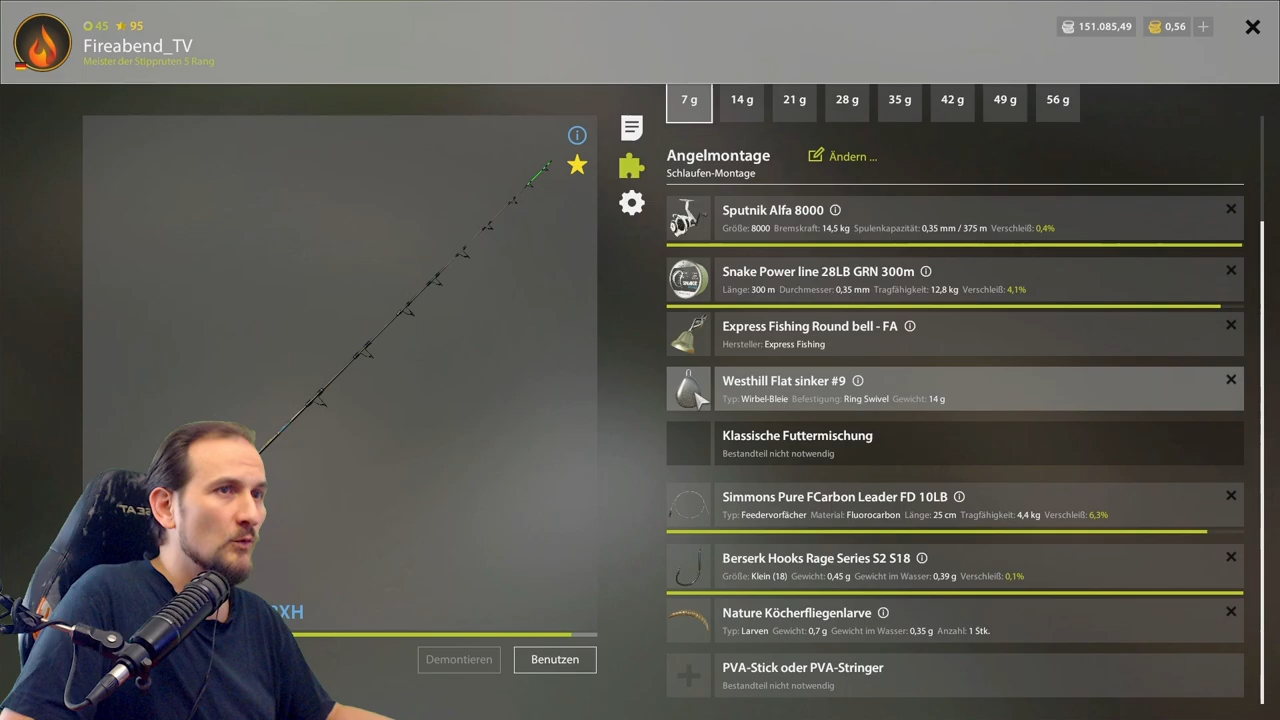 45 95
Fireabend_TV
Meister der Stippruten 5 Rang
151.085,49 0,56
7 g 14 g 21 g 28 g 35 g 42 g 49 g 56 g
Angelmontage Ändern ...
Schlaufen-Montage
Sputnik Alfa 8000
Größe: 8000 Bremskraft: 14,5 kg Spulenkapazität: 0,35 mm / 375 m Verschleiß: 0,4%
Snake Power line 28LB GRN 300m
Länge: 300 m Durchmesser: 0,35 mm Tragfähigkeit: 12,8 kg Verschleiß: 4,1%
Express Fishing Round bell - FA
Hersteller: Express Fishing
Westhill Flat sinker #9
Typ: Wirbel-Bleie Befestigung: Ring Swivel Gewicht: 14 g
Klassische Futtermischung
Bestandteil nicht notwendig
Simmons Pure FCarbon Leader FD 10LB
Typ: Feedervorfächer Material: Fluorocarbon Länge: 25 cm Tragfähigkeit: 4,4 kg Verschleiß: 6,3%
Berserk Hooks Rage Series S2 S18
Größe: Klein (18) Gewicht: 0,45 g Gewicht im Wasser: 0,39 g Verschleiß: 0,1%
Nature Köcherfliegenlarve
Typ: Larven Gewicht: 0,7 g Gewicht im Wasser: 0,35 g Anzahl: 1 Stk.
PVA-Stick oder PVA-Stringer
Bestandteil nicht notwendig
XH
Demontieren Benutzen
SEAT